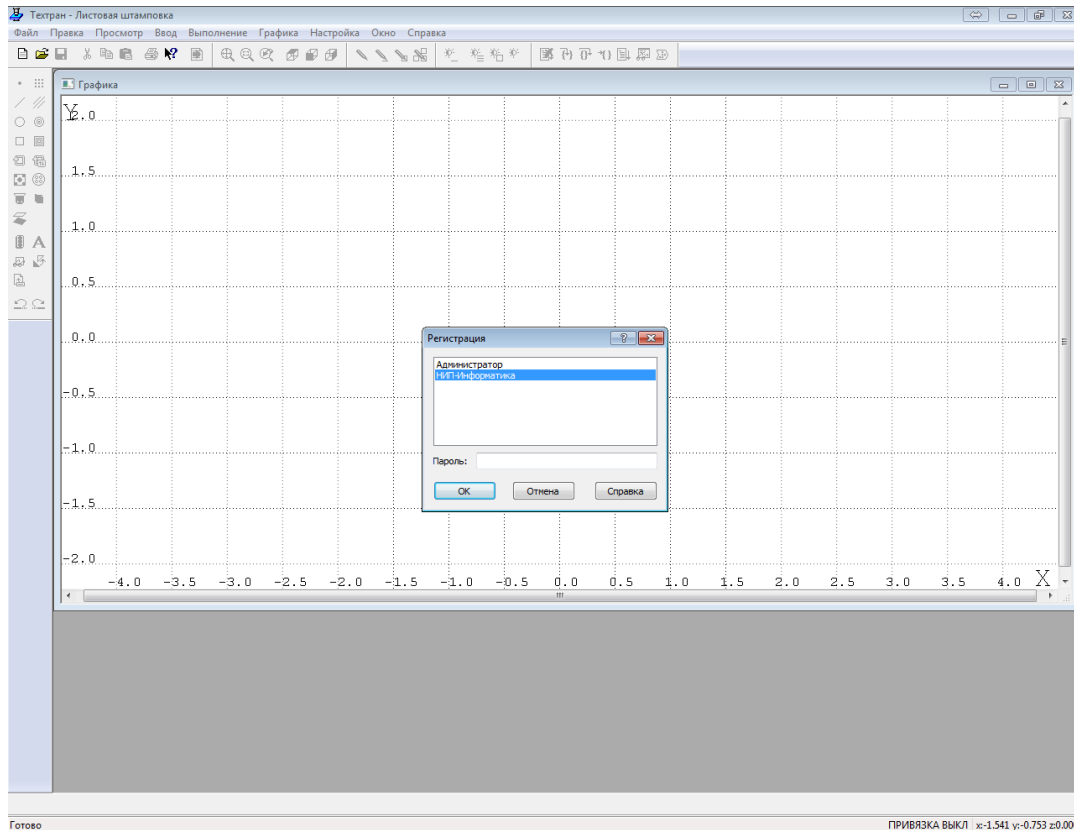 Техтран - Листовая штамповка
Файл Правка Просмотр Ввод Выполнение Графика Настройка Окно Справка
Графика
Y
2.0
1.5
1.0
0.5
0.0
-0.5
-1.0
-1.5
-2.0
-4.0 -3.5 -3.0 -2.5 -2.0 -1.5 -1.0 -0.5 0.0 0.5 1.0 1.5 2.0 2.5 3.0 3.5 4.0 X
Регистрация
Администратор
НИП-Информатика
Пароль:
ОК Отмена Справка
Готово ПРИВЯЗКА ВЫКЛ x:-1.541 y:-0.753 z:0.00